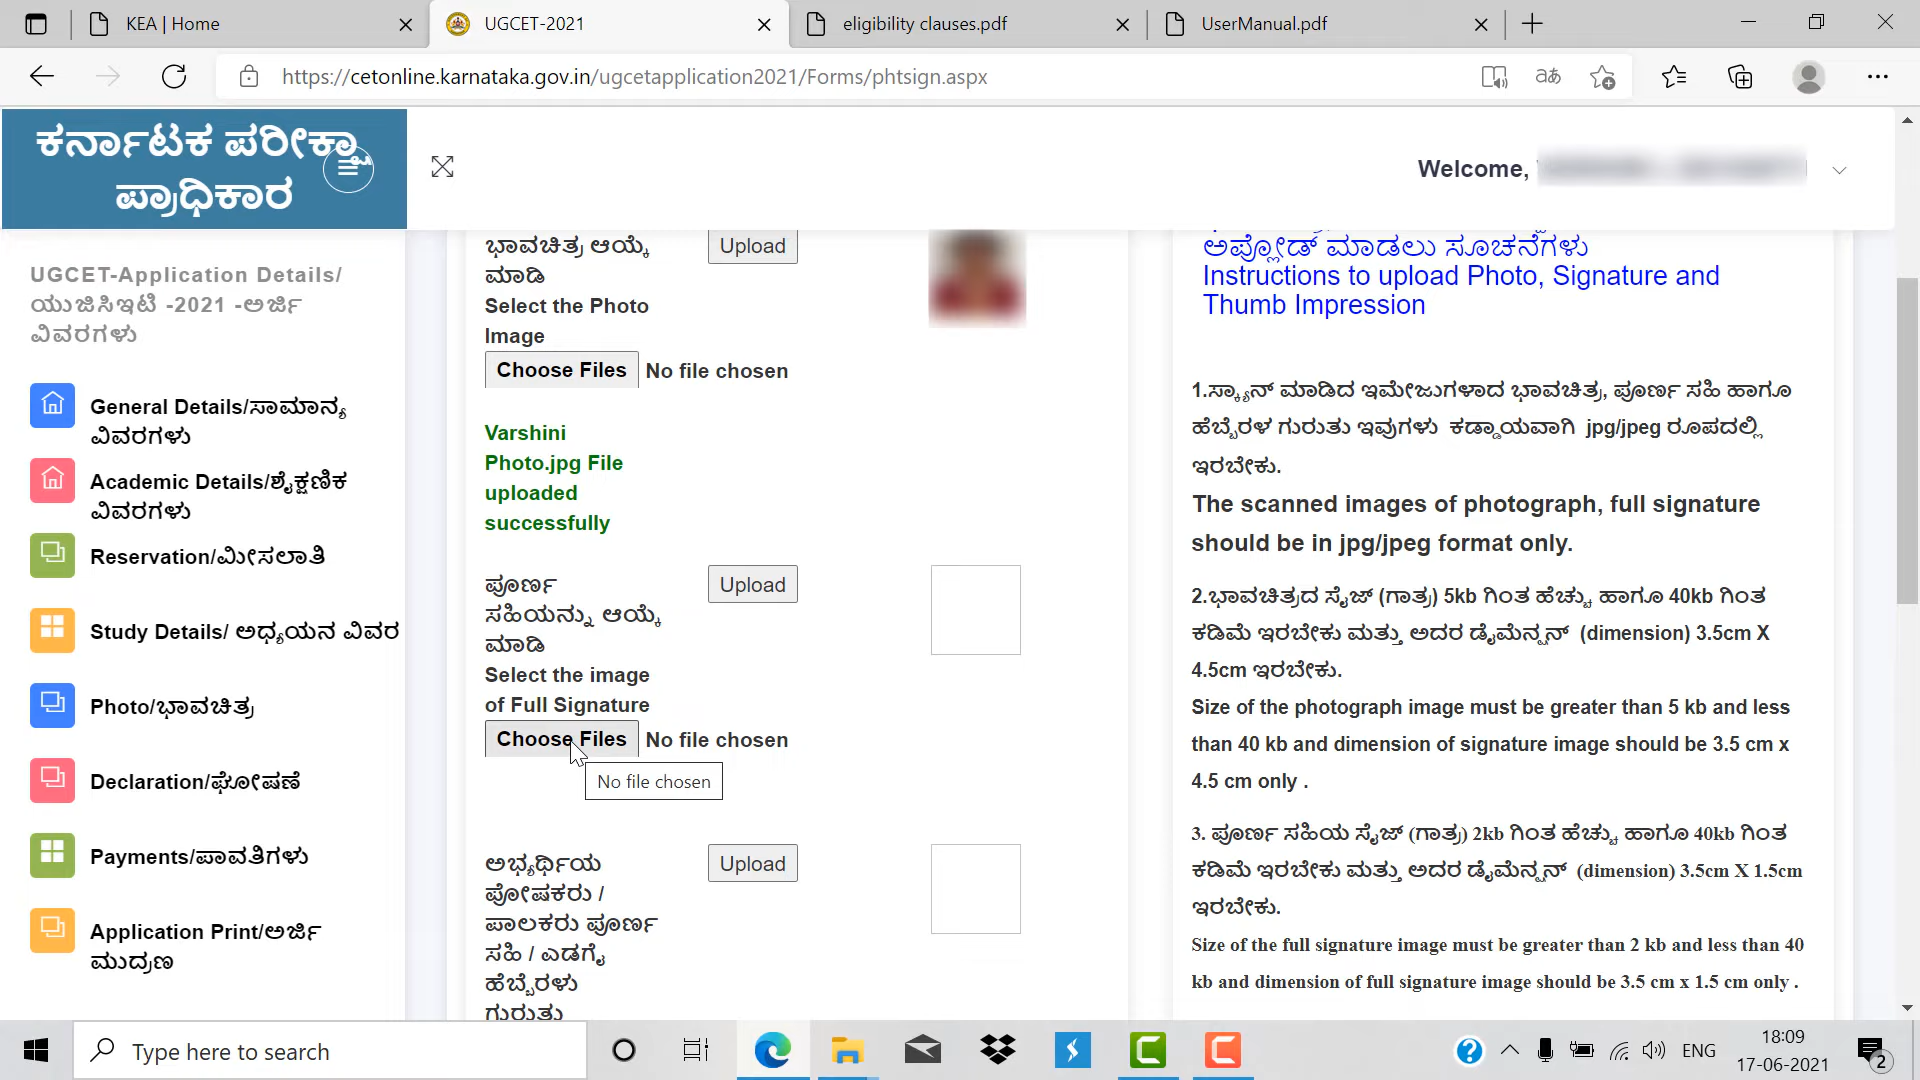 KEA | Home
UGCET-2021
eligibility clauses.pdf
UserManual.pdf
https://cetonline.karnataka.gov.in/ugcetapplication2021/Forms/phtsign.aspx
ಕರ್ನಾಟಕ ಪರೀಕ್ಷಾ
ಪ್ರಾಧಿಕಾರ
Welcome,
UGCET-Application Details/
ಯುಜಿಸಿಇಟಿ -2021 -ಅರ್ಜಿ
ವಿವರಗಳು
General Details/ಸಾಮಾನ್ಯ
ವಿವರಗಳು
Academic Details/ಶೈಕ್ಷಣಿಕ
ವಿವರಗಳು
Reservation/ಮೀಸಲಾತಿ
Study Details/ ಅಧ್ಯಯನ ವಿವರ
Photo/ಭಾವಚಿತ್ರ
Declaration/ಘೋಷಣೆ
Payments/ಪಾವತಿಗಳು
Application Print/ಅರ್ಜಿ
ಮುದ್ರಣ
ಭಾವಚಿತ್ರ ಆಯ್ಕೆ
ಮಾಡಿ
Select the Photo
Image
Upload
Choose Files No file chosen
Varshini
Photo.jpg File
uploaded
successfully
ಪೂರ್ಣ
ಸಹಿಯನ್ನು ಆಯ್ಕೆ
ಮಾಡಿ
Select the image
of Full Signature
Upload
Choose Files No file chosen
No file chosen
ಅಭ್ಯರ್ಥಿಯ
ಪೋಷಕರು /
ಪಾಲಕರು ಪೂರ್ಣ
ಸಹಿ / ಎಡಗೈ
ಹೆಬ್ಬೆರಳು
ಗುರುತು
Upload
ಅಪ್ಲೋಡ್ ಮಾಡಲು ಸೂಚನೆಗಳು
Instructions to upload Photo, Signature and
Thumb Impression
1.ಸ್ಕ್ಯಾನ್ ಮಾಡಿದ ಇಮೇಜುಗಳಾದ ಭಾವಚಿತ್ರ, ಪೂರ್ಣ ಸಹಿ ಹಾಗೂ
ಹೆಬ್ಬೆರಳ ಗುರುತು ಇವುಗಳು ಕಡ್ಡಾಯವಾಗಿ jpg/jpeg ರೂಪದಲ್ಲಿ
ಇರಬೇಕು.
The scanned images of photograph, full signature
should be in jpg/jpeg format only.
2.ಭಾವಚಿತ್ರದ ಸೈಜ್ (ಗಾತ್ರ) 5kb ಗಿಂತ ಹೆಚ್ಚು ಹಾಗೂ 40kb ಗಿಂತ
ಕಡಿಮೆ ಇರಬೇಕು ಮತ್ತು ಅದರ ಡೈಮೆನ್ಷನ್ (dimension) 3.5cm X
4.5cm ಇರಬೇಕು.
Size of the photograph image must be greater than 5 kb and less
than 40 kb and dimension of signature image should be 3.5 cm x
4.5 cm only .
3. ಪೂರ್ಣ ಸಹಿಯ ಸೈಜ್ (ಗಾತ್ರ) 2kb ಗಿಂತ ಹೆಚ್ಚು ಹಾಗೂ 40kb ಗಿಂತ
ಕಡಿಮೆ ಇರಬೇಕು ಮತ್ತು ಅದರ ಡೈಮೆನ್ಷನ್ (dimension) 3.5cm X 1.5cm
ಇರಬೇಕು.
Size of the full signature image must be greater than 2 kb and less than 40
kb and dimension of full signature image should be 3.5 cm x 1.5 cm only .
Type here to search
ENG
18:09
17-06-2021
2